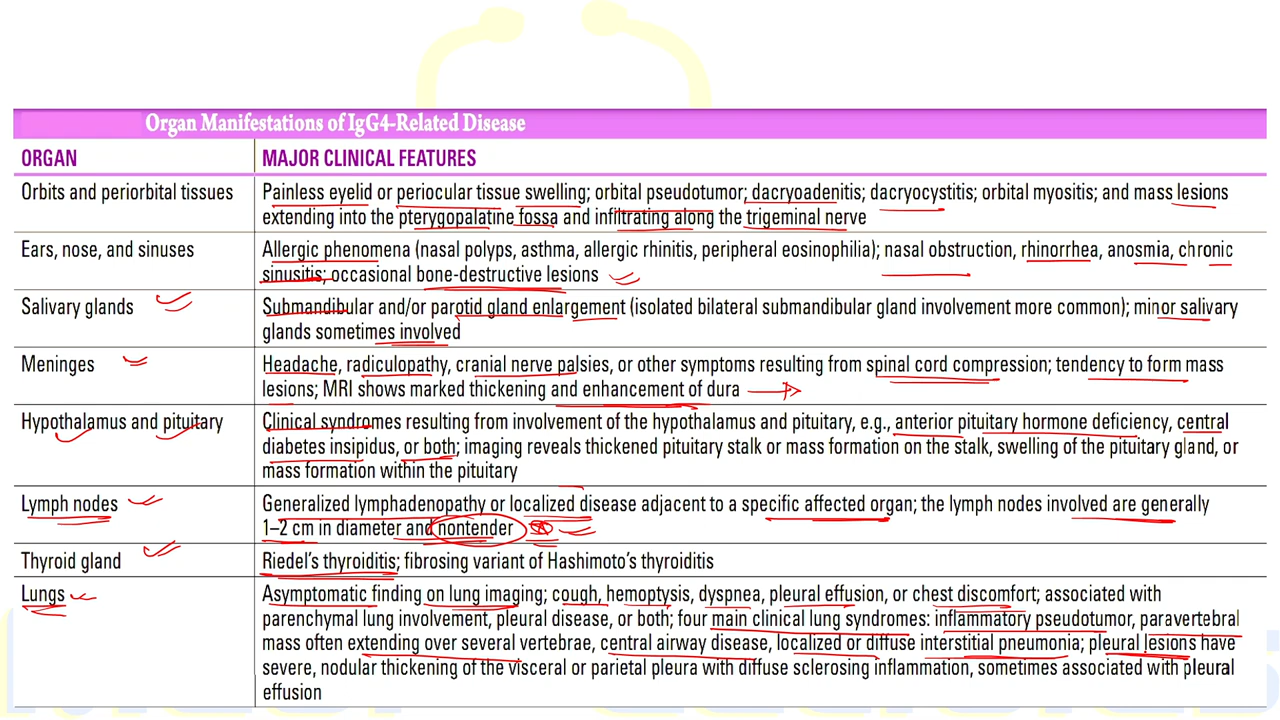 Organ Manifestations of IgG4-Related Disease
ORGAN MAJOR CLINICAL FEATURES
Orbits and periorbital tissues Painless eyelid or periocular tissue swelling; orbital pseudotumor; dacryoadenitis; dacryocystitis; orbital myositis; and mass lesions
extending into the pterygopalatine fossa and infiltrating along the trigeminal nerve
Ears, nose, and sinuses Allergic phenomena (nasal polyps, asthma, allergic rhinitis, peripheral eosinophilia); nasal obstruction, rhinorrhea, anosmia, chronic
sinusitis; occasional bone-destructive lesions
Salivary glands Submandibular and/or parotid gland enlargement (isolated bilateral submandibular gland involvement more common); minor salivary
glands sometimes involved
Meninges Headache, radiculopathy, cranial nerve palsies, or other symptoms resulting from spinal cord compression; tendency to form mass
lesions; MRI shows marked thickening and enhancement of dura
Hypothalamus and pituitary Clinical syndromes resulting from involvement of the hypothalamus and pituitary, e.g., anterior pituitary hormone deficiency, central
diabetes insipidus, or both; imaging reveals thickened pituitary stalk or mass formation on the stalk, swelling of the pituitary gland, or
mass formation within the pituitary
Lymph nodes Generalized lymphadenopathy or localized disease adjacent to a specific affected organ; the lymph nodes involved are generally
1–2 cm in diameter and nontender
Thyroid gland Riedel's thyroiditis; fibrosing variant of Hashimoto's thyroiditis
Lungs Asymptomatic finding on lung imaging; cough, hemoptysis, dyspnea, pleural effusion, or chest discomfort; associated with
parenchymal lung involvement, pleural disease, or both; four main clinical lung syndromes: inflammatory pseudotumor, paravertebral
mass often extending over several vertebrae, central airway disease, localized or diffuse interstitial pneumonia; pleural lesions have
severe, nodular thickening of the visceral or parietal pleura with diffuse sclerosing inflammation, sometimes associated with pleural
effusion